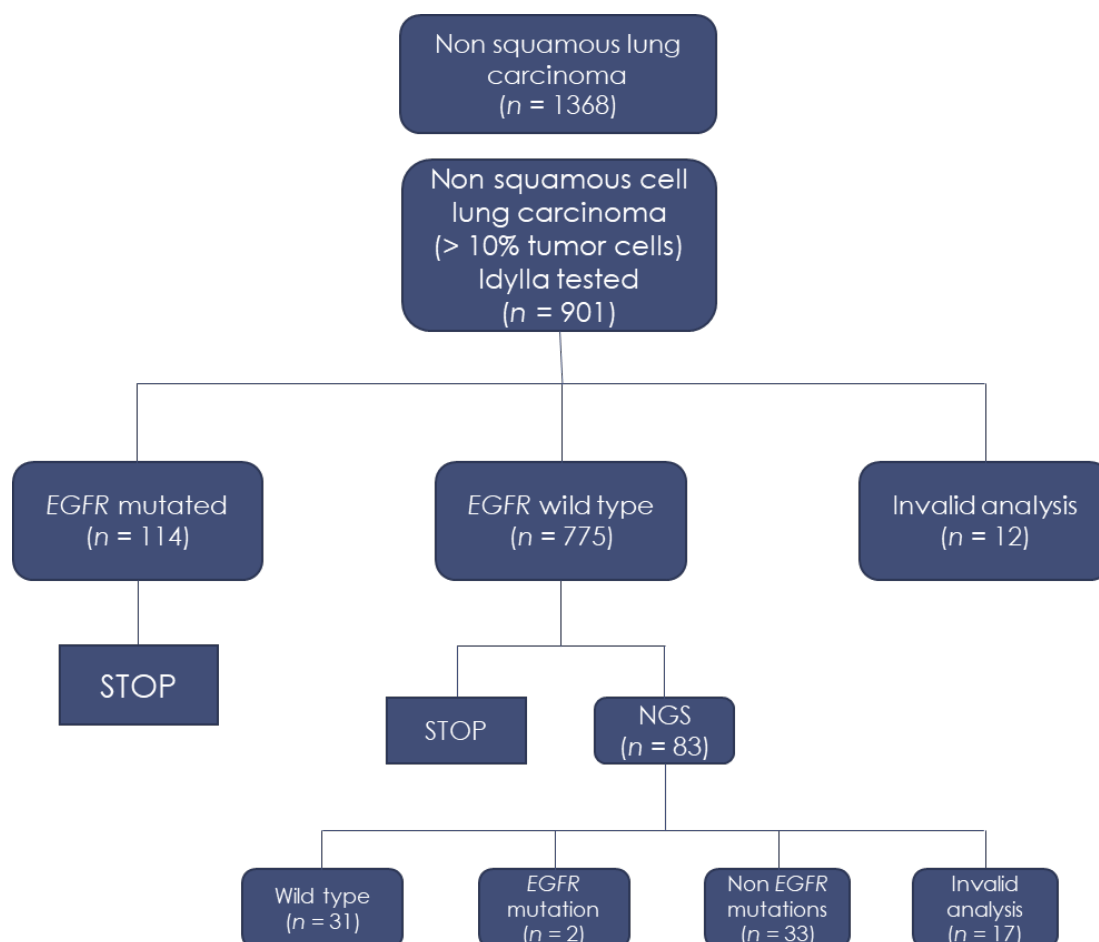 Non squamous lung
carcinoma
(n = 1368)
Non squamous cell
lung carcinoma
(> 10% tumor cells)
Idylla tested
(n = 901)
EGFR mutated
(n = 114)
EGFR wild type
(n = 775)
Invalid analysis
(n = 12)
STOP
STOP
NGS
(n = 83)
Wild type
(n = 31)
EGFR
mutation
(n = 2)
Non EGFR
mutations
(n = 33)
Invalid
analysis
(n = 17)